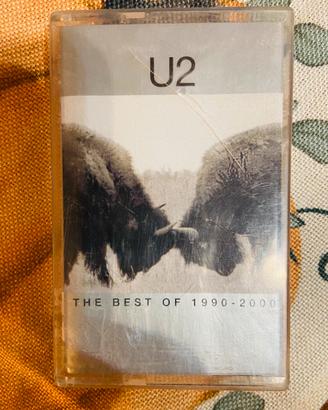 U2
THE BEST OF 1990-2000